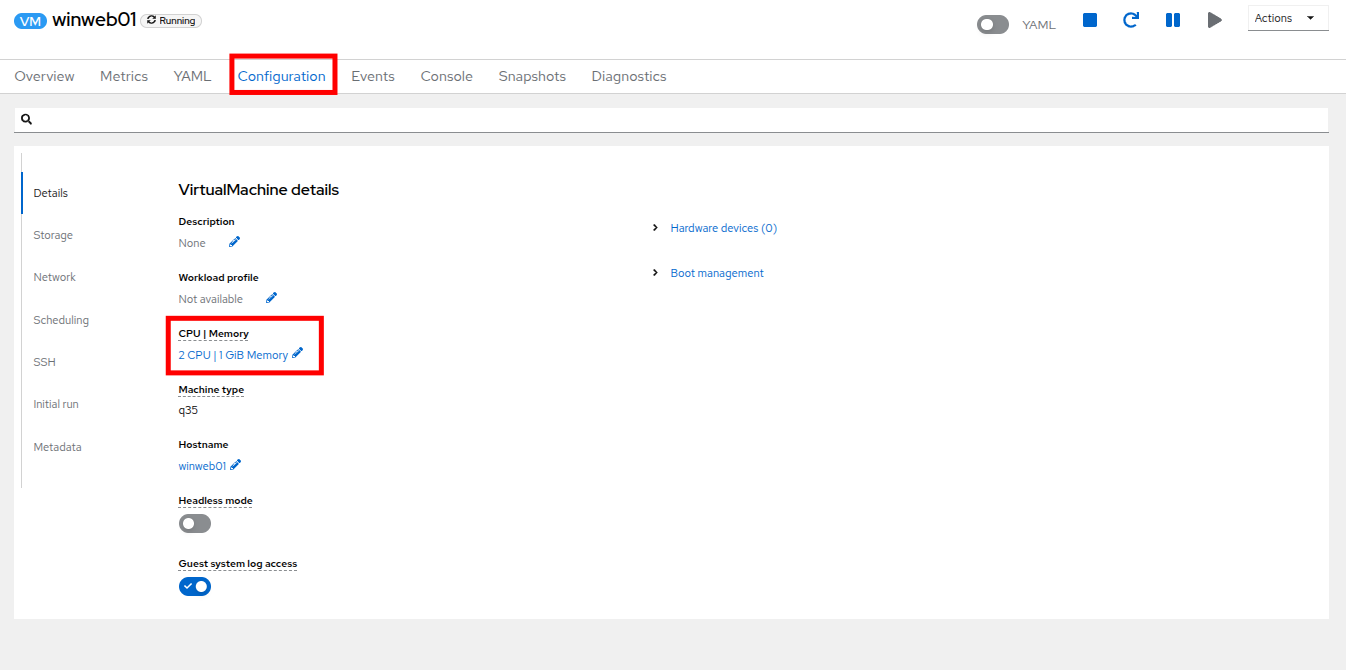 VM winweb01 Running
YAML
Actions
Overview Metrics YAML Configuration Events Console Snapshots Diagnostics
Details
Storage
Network
Scheduling
SSH
Initial run
Metadata
VirtualMachine details
Description
None
Workload profile
Not available
CPU | Memory
2 CPU | 1 GiB Memory
Machine type
q35
Hostname
winweb01
Headless mode
Guest system log access
Hardware devices (0)
Boot management